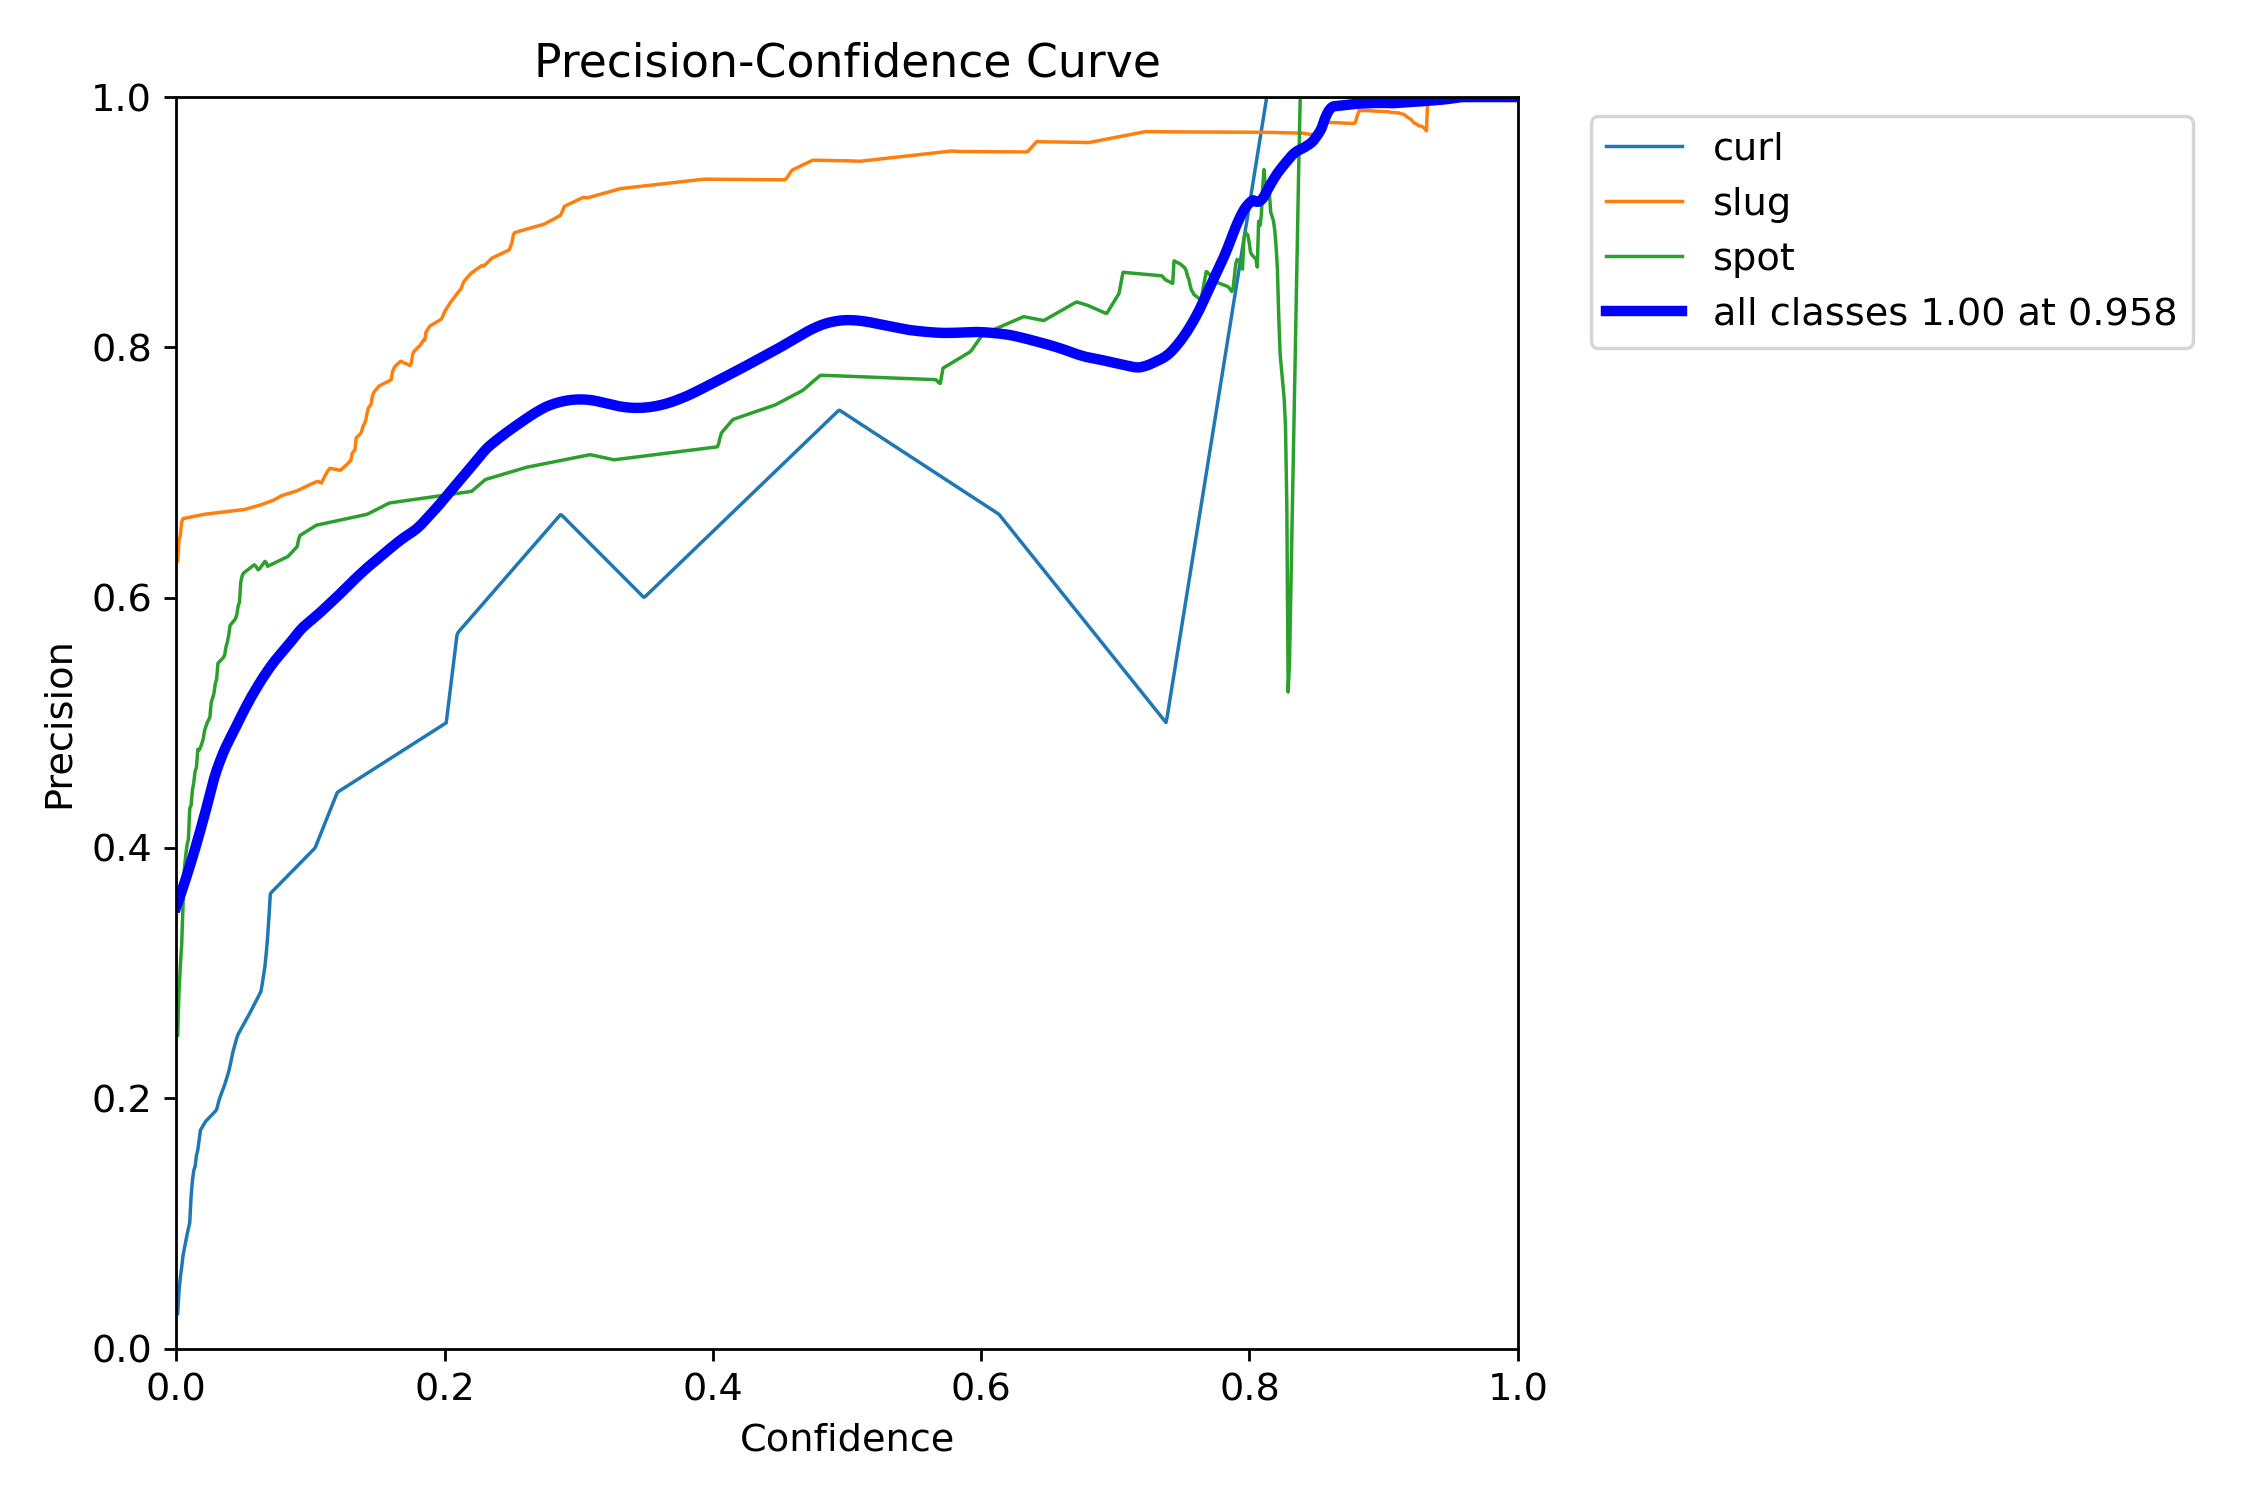 Precision-Confidence Curve
1.0
0.8
0.6
0.4
0.2
0.0
Precision
0.0 0.2 0.4 0.6 0.8 1.0
Confidence
curl
slug
spot
all classes 1.00 at 0.958